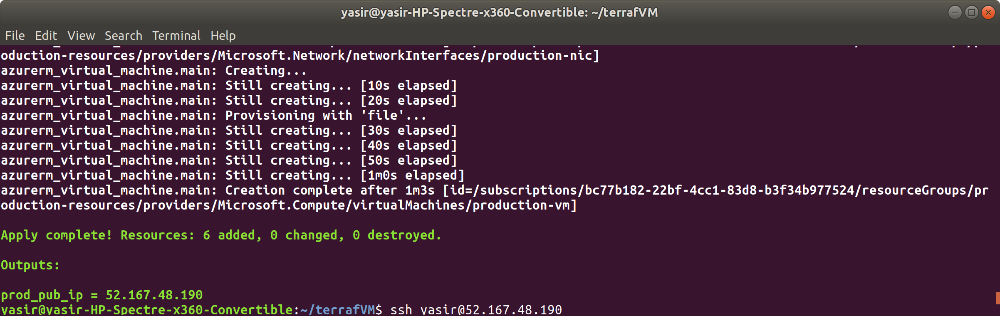 yasir@yasir-HP-Spectre-x360-Convertible: ~/terrafVM
File Edit View Search Terminal Help
oduction-resources/providers/Microsoft.Network/networkInterfaces/production-nic]
azurerm_virtual_machine.main: Creating...
azurerm_virtual_machine.main: Still creating... [10s elapsed]
azurerm_virtual_machine.main: Still creating... [20s elapsed]
azurerm_virtual_machine.main: Provisioning with 'file'...
azurerm_virtual_machine.main: Still creating... [30s elapsed]
azurerm_virtual_machine.main: Still creating... [40s elapsed]
azurerm_virtual_machine.main: Still creating... [50s elapsed]
azurerm_virtual_machine.main: Still creating... [1m0s elapsed]
azurerm_virtual_machine.main: Creation complete after 1m3s [id=/subscriptions/bc77b182-22bf-4cc1-83d8-b3f34b977524/resourceGroups/pr
oduction-resources/providers/Microsoft.Compute/virtualMachines/production-vm]
Apply complete! Resources: 6 added, 0 changed, 0 destroyed.
Outputs:
prod_pub_ip = 52.167.48.190
yasir@yasir-HP-Spectre-x360-Convertible:~/terrafVM$ ssh yasir@52.167.48.190